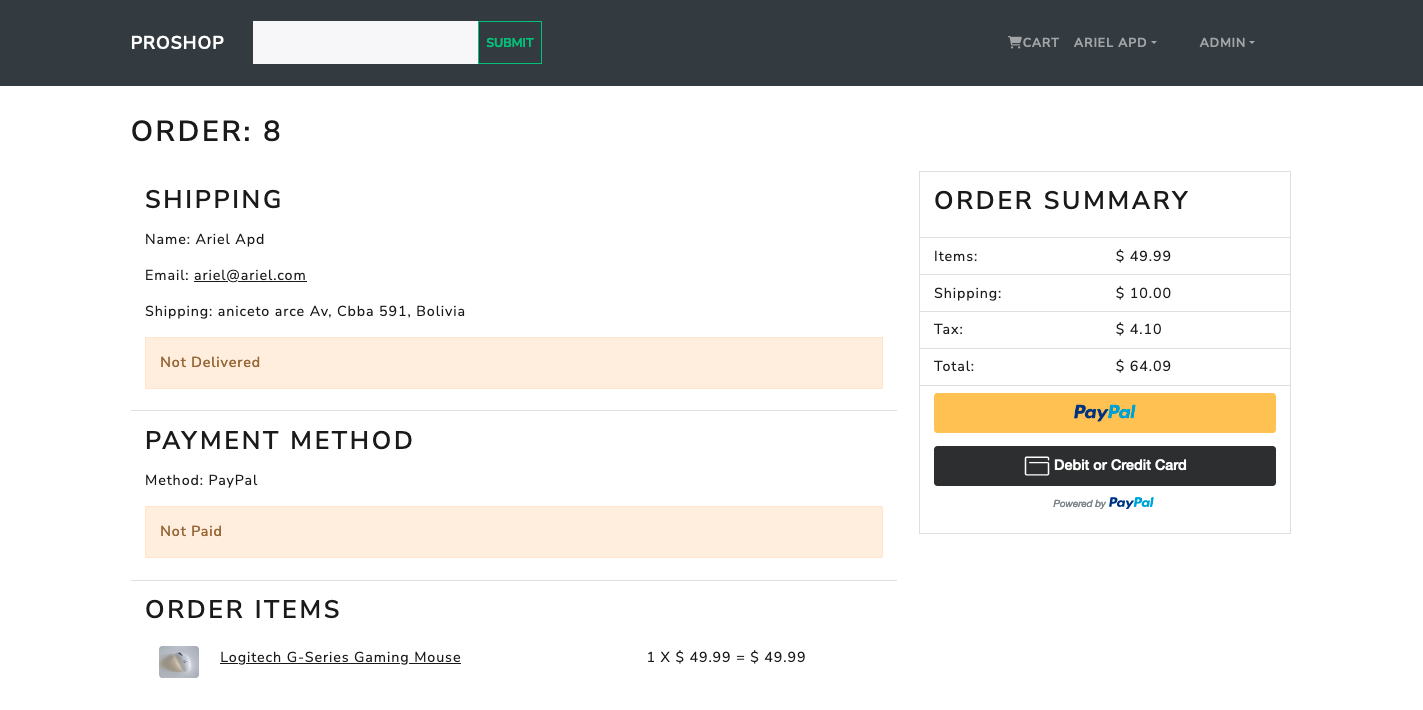 PROSHOP
SUBMIT
CART
ARIEL APD
ADMIN
ORDER: 8
SHIPPING
Name: Ariel Apd
Email: ariel@ariel.com
Shipping: aniceto arce Av, Cbba 591, Bolivia
Not Delivered
PAYMENT METHOD
Method: PayPal
Not Paid
ORDER ITEMS
Logitech G-Series Gaming Mouse
1 X $ 49.99 = $ 49.99
ORDER SUMMARY
Items: $ 49.99
Shipping: $ 10.00
Tax: $ 4.10
Total: $ 64.09
PayPal
Debit or Credit Card
Powered by PayPal